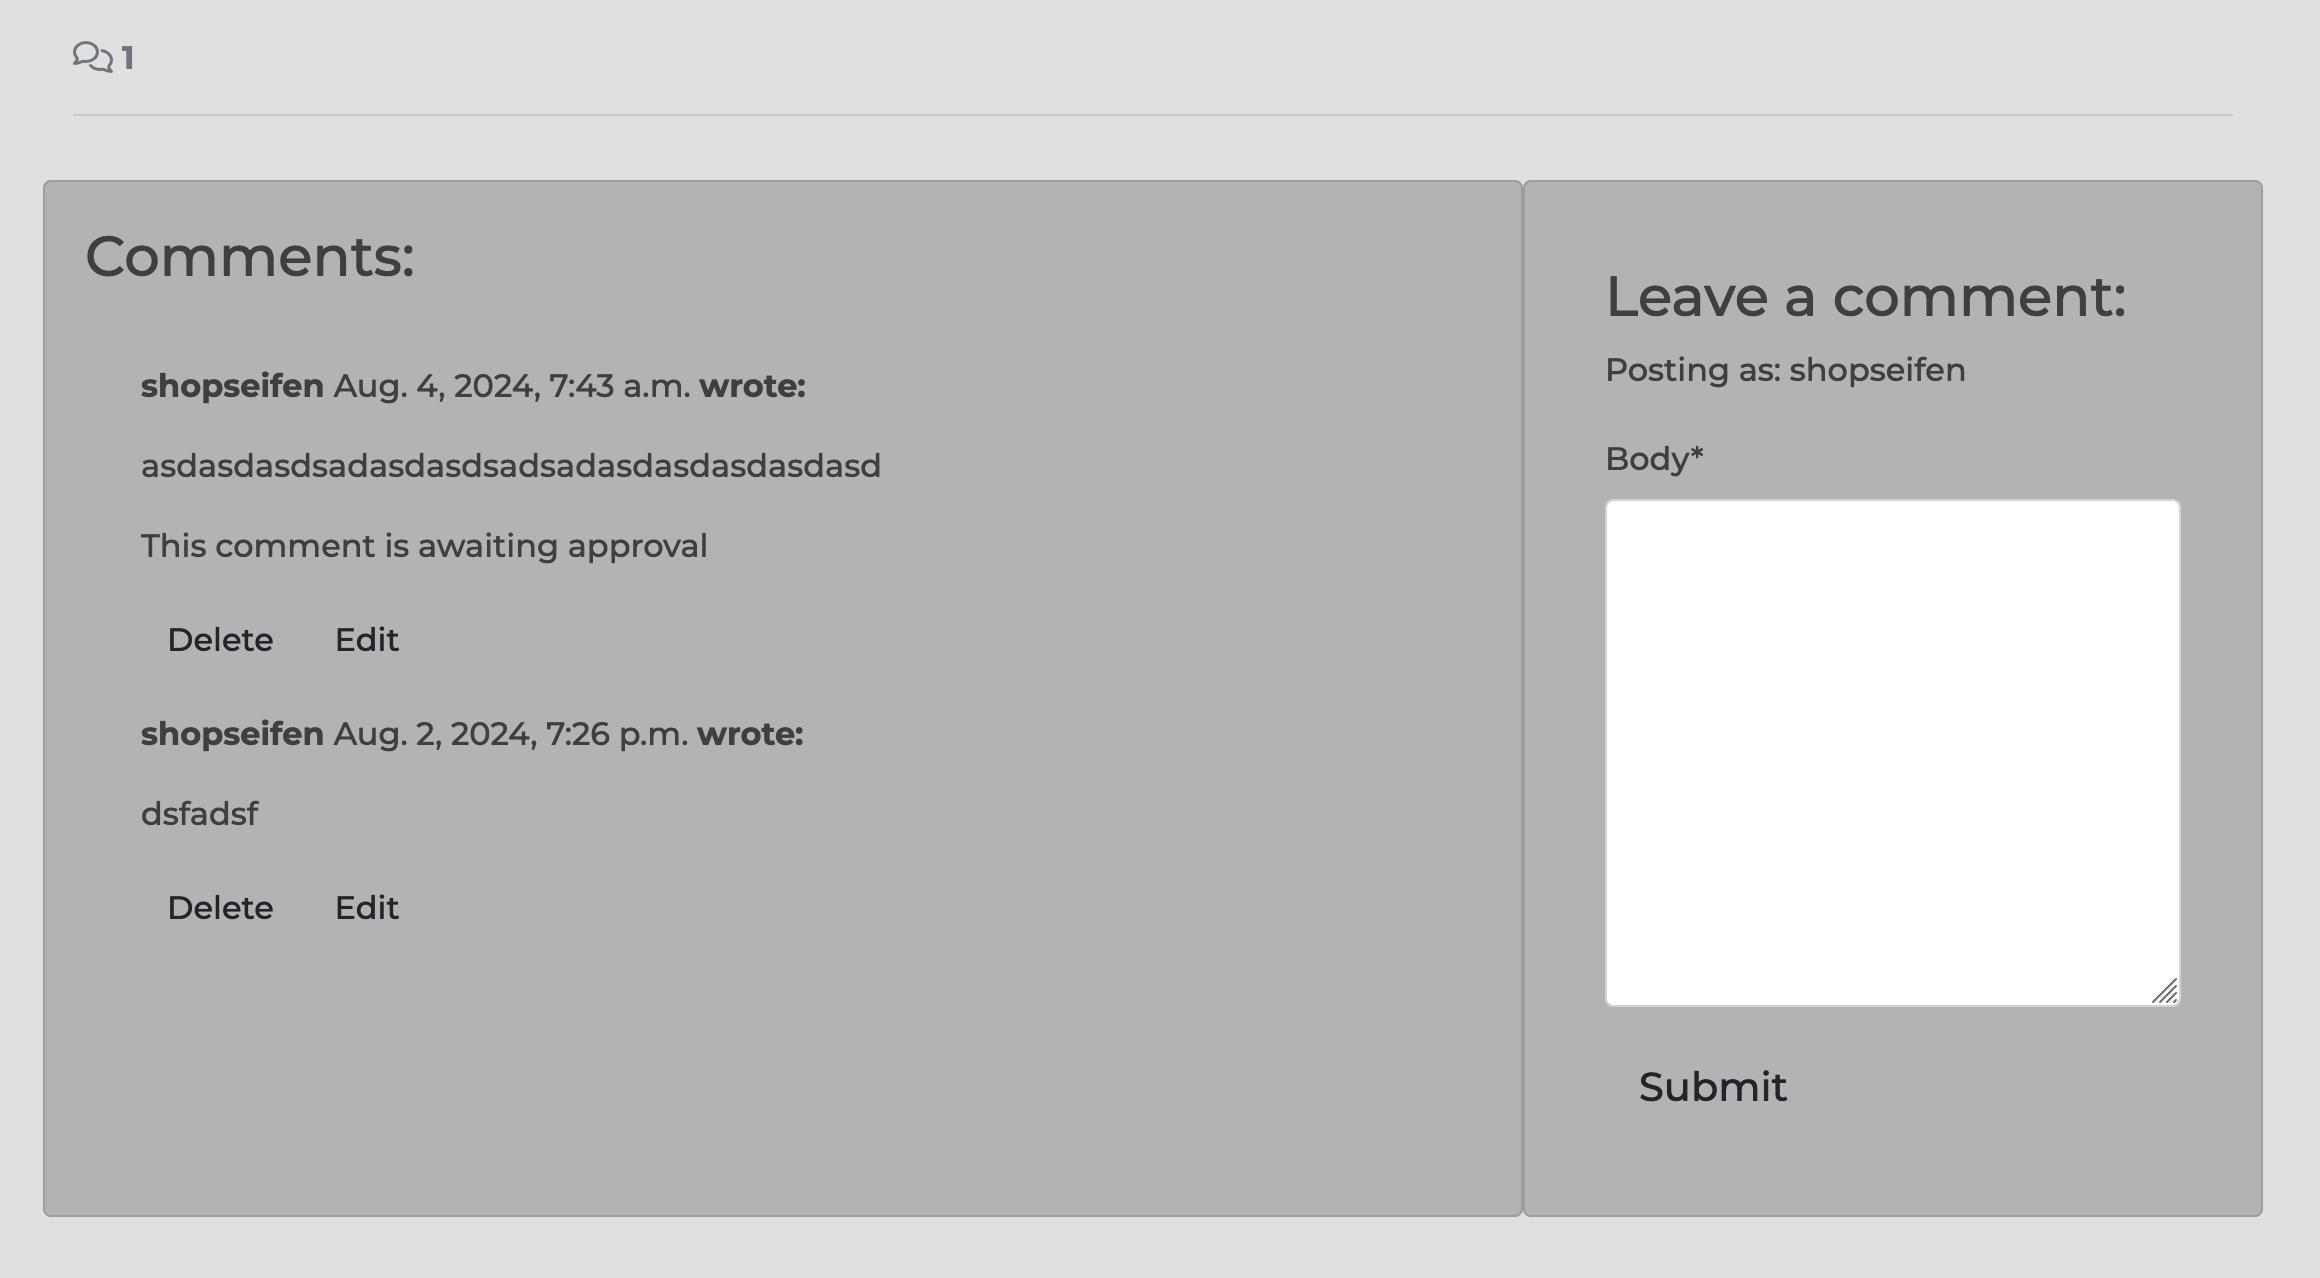 1
Comments:
shopseifen Aug. 4, 2024, 7:43 a.m. wrote:
asdasdasdsadasdasdsadsadasdasdasdasdasd
This comment is awaiting approval
Delete Edit
shopseifen Aug. 2, 2024, 7:26 p.m. wrote:
dsfadsf
Delete Edit
Leave a comment:
Posting as: shopseifen
Body*
Submit